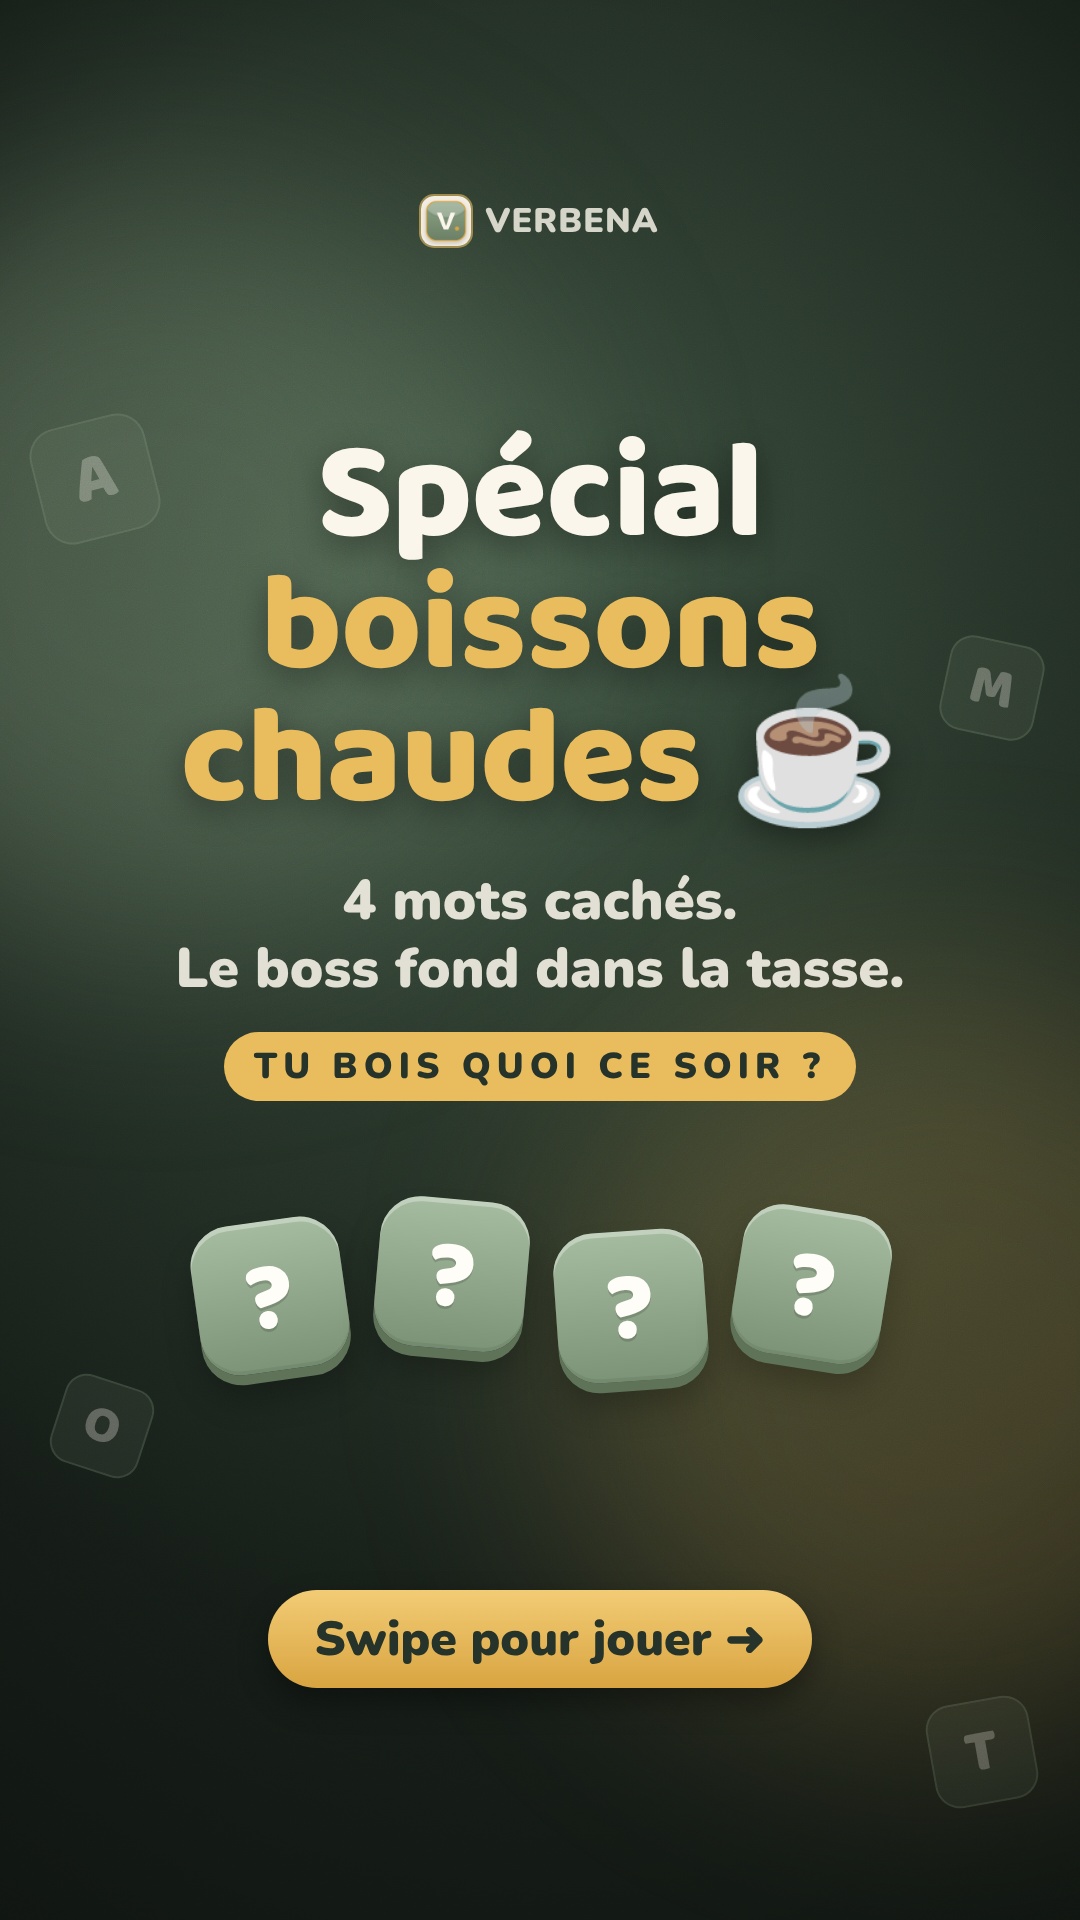 V.
VERBENA
A
Spécial
boissons
M
chaudes ☕
4 mots cachés.
Le boss fond dans la tasse.
TU BOIS QUOI CE SOIR ?
? ? ? ?
O
Swipe pour jouer ➜
T